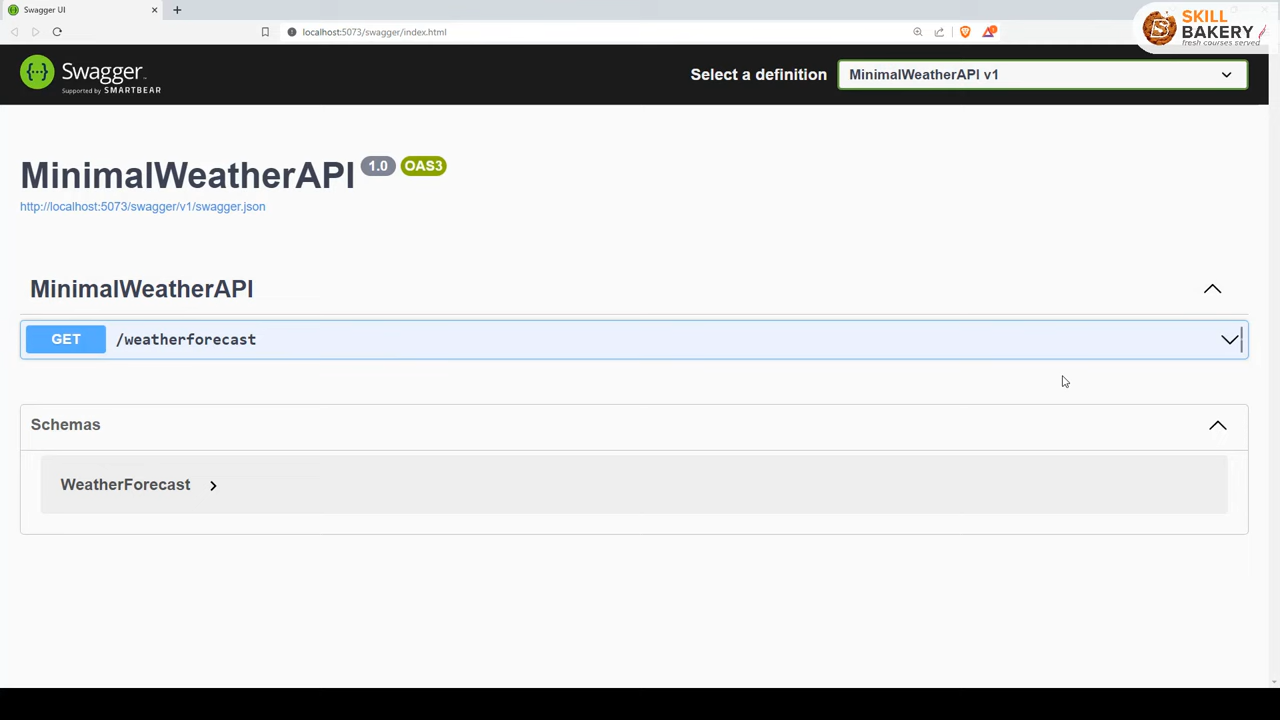 Swagger UI
localhost:5073/swagger/index.html
SKILL
BAKERY
fresh courses served
Swagger
Supported by SMARTBEAR
Select a definition
MinimalWeatherAPI v1
MinimalWeatherAPI 1.0 OAS3
http://localhost:5073/swagger/v1/swagger.json
MinimalWeatherAPI
GET /weatherforecast
Schemas
WeatherForecast